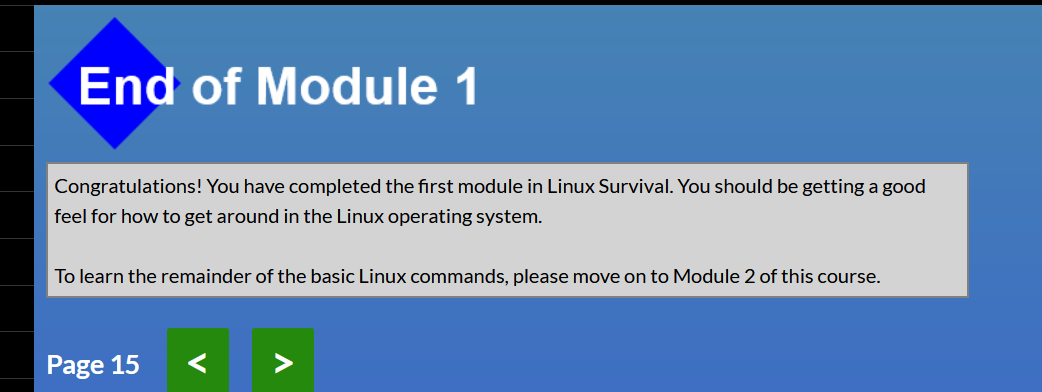 End of Module 1
Congratulations! You have completed the first module in Linux Survival. You should be getting a good
feel for how to get around in the Linux operating system.
To learn the remainder of the basic Linux commands, please move on to Module 2 of this course.
Page 15 < >